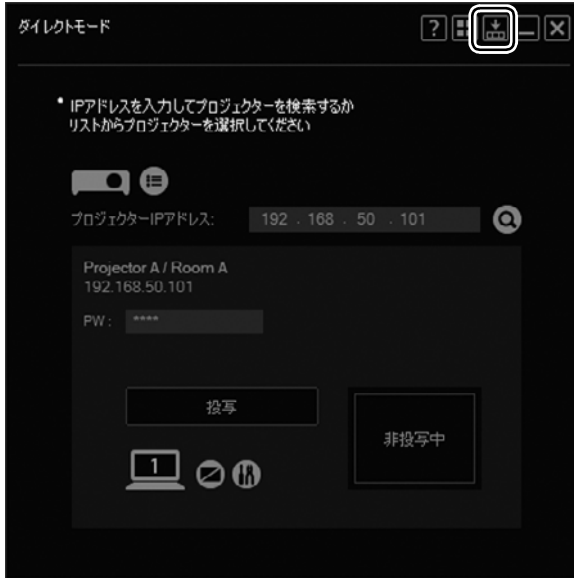 ダイレクトモード
?
* IPアドレスを入力してプロジェクターを検索するか
リストからプロジェクターを選択してください
プロジェクターIPアドレス: 192 . 168 . 50 . 101
Projector A / Room A
192.168.50.101
PW : ****
投写
非投写中
1